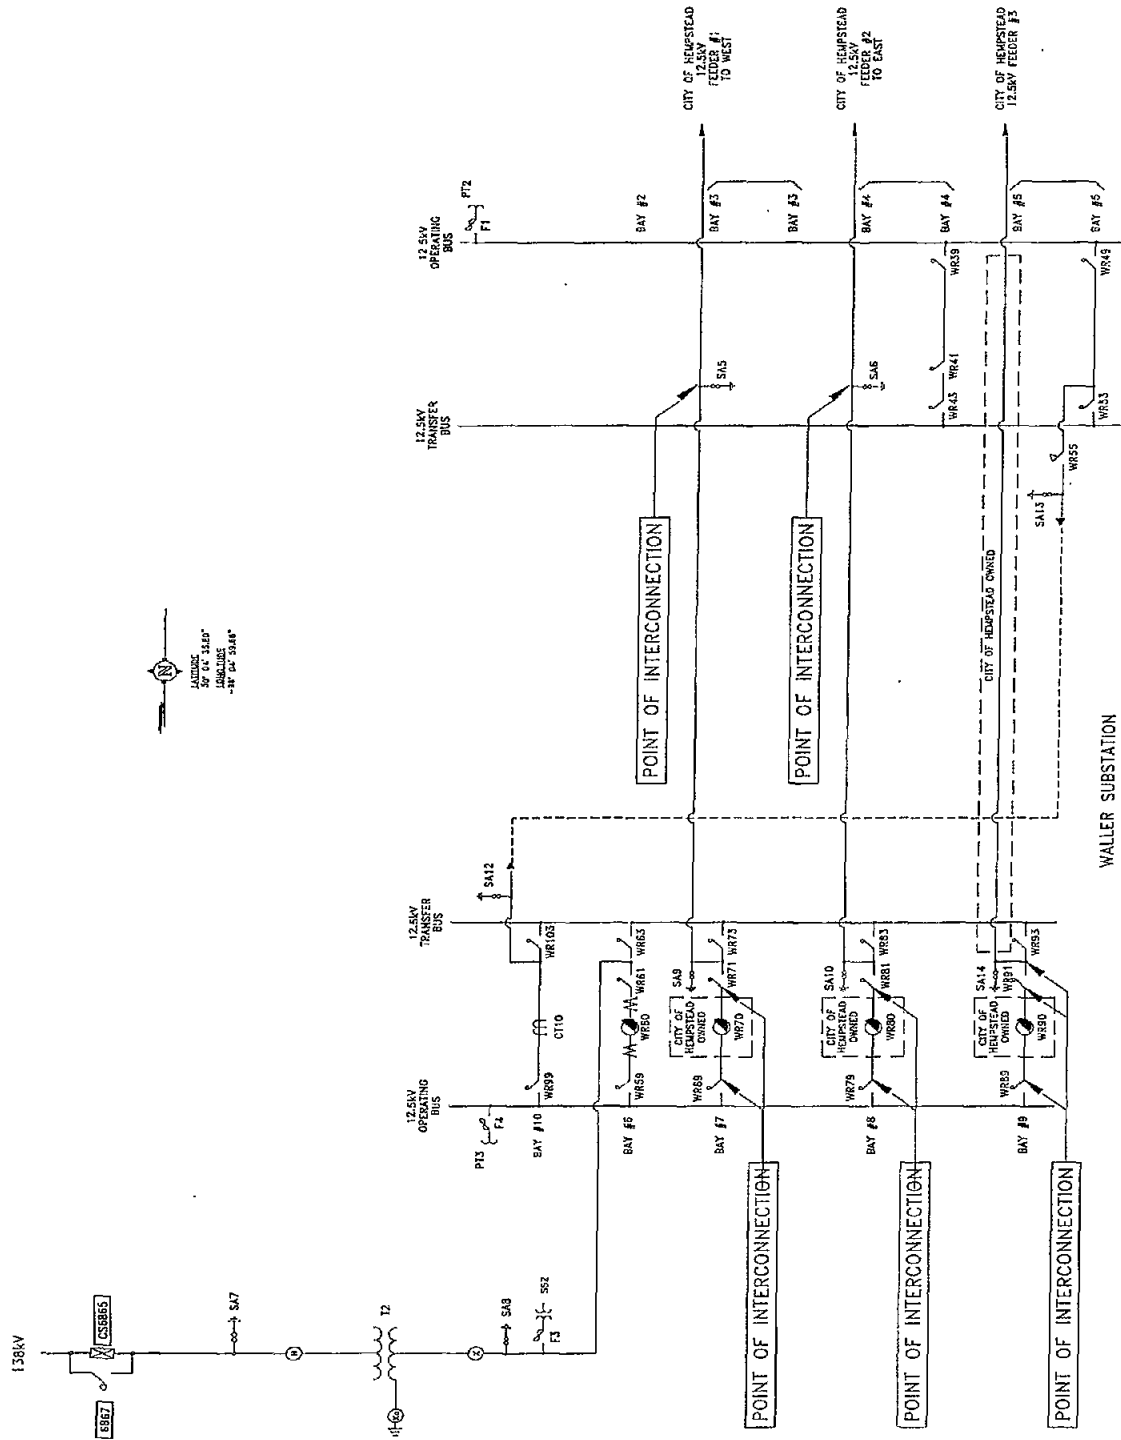 CITY OF HEMPSTEAD
12.5kV
FEEDER #1
TO WEST
CITY OF HEMPSTEAD
12.5kV
FEEDER #2
TO EAST
CITY OF HEMPSTEAD
12.5kV FEEDER #3
PT2
F1
12.5kV
OPERATING
BUS
BAY #2
BAY #3
BAY #3
BAY #4
BAY #4
BAY #5
BAY #5
WR39
WR49
SA5
SA6
WR41
WR43
WR53
WR55
12.5kV
TRANSFER
BUS
SA13
POINT OF INTERCONNECTION
POINT OF INTERCONNECTION
CITY OF HEMPSTEAD OWNED
N
LATITUDE
LONGITUDE
WALLER SUBSTATION
SA12
12.5kV
TRANSFER
BUS
WR103
WR63
WR73
WR83
WR93
WR61
SA9
WR71
SA10
WR81
SA14
WR91
CT10
WR60
CITY OF
HEMPSTEAD
OWNED
WR70
CITY OF
HEMPSTEAD
OWNED
WR80
CITY OF
HEMPSTEAD
OWNED
WR90
WR99
WR59
WR69
WR79
WR89
12.5kV
OPERATING
BUS
PT3
F4
BAY #10
BAY #6
BAY #7
BAY #8
BAY #9
POINT OF INTERCONNECTION
POINT OF INTERCONNECTION
POINT OF INTERCONNECTION
138kV
CS6865
6867
SA7
H
T2
X
SA8
SS2
F3